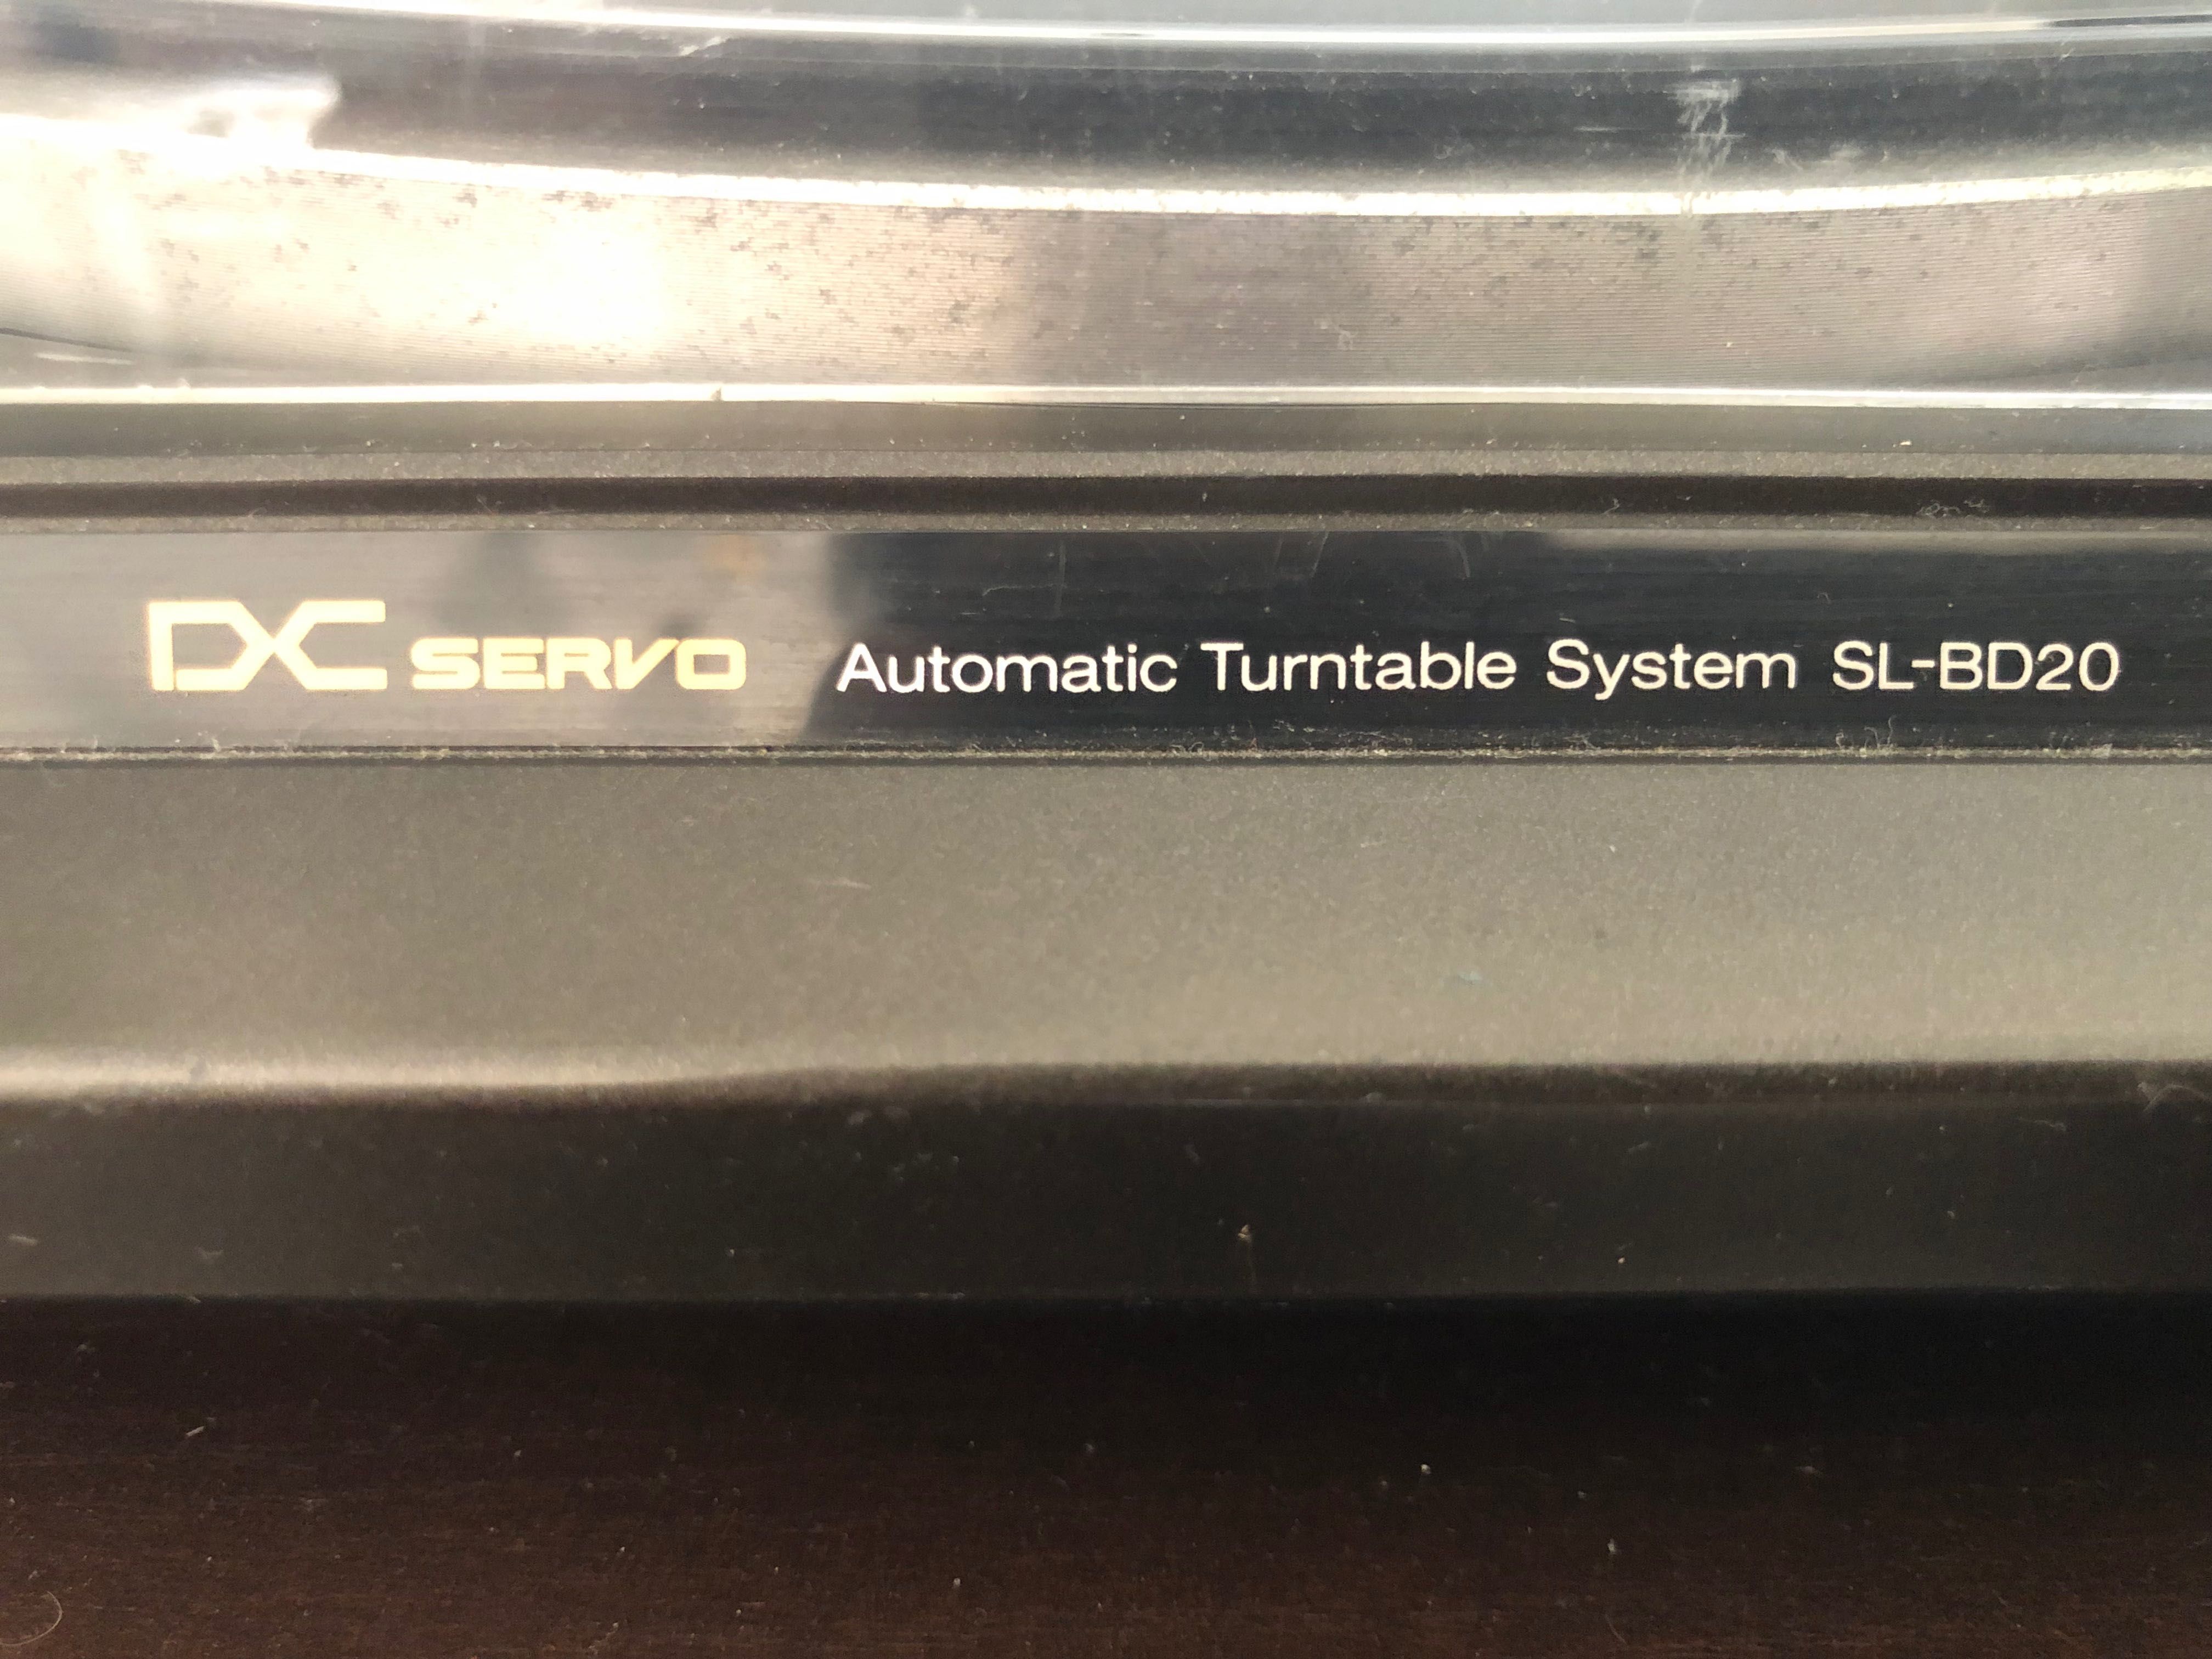 DC SERVO Automatic Turntable System SL-BD20